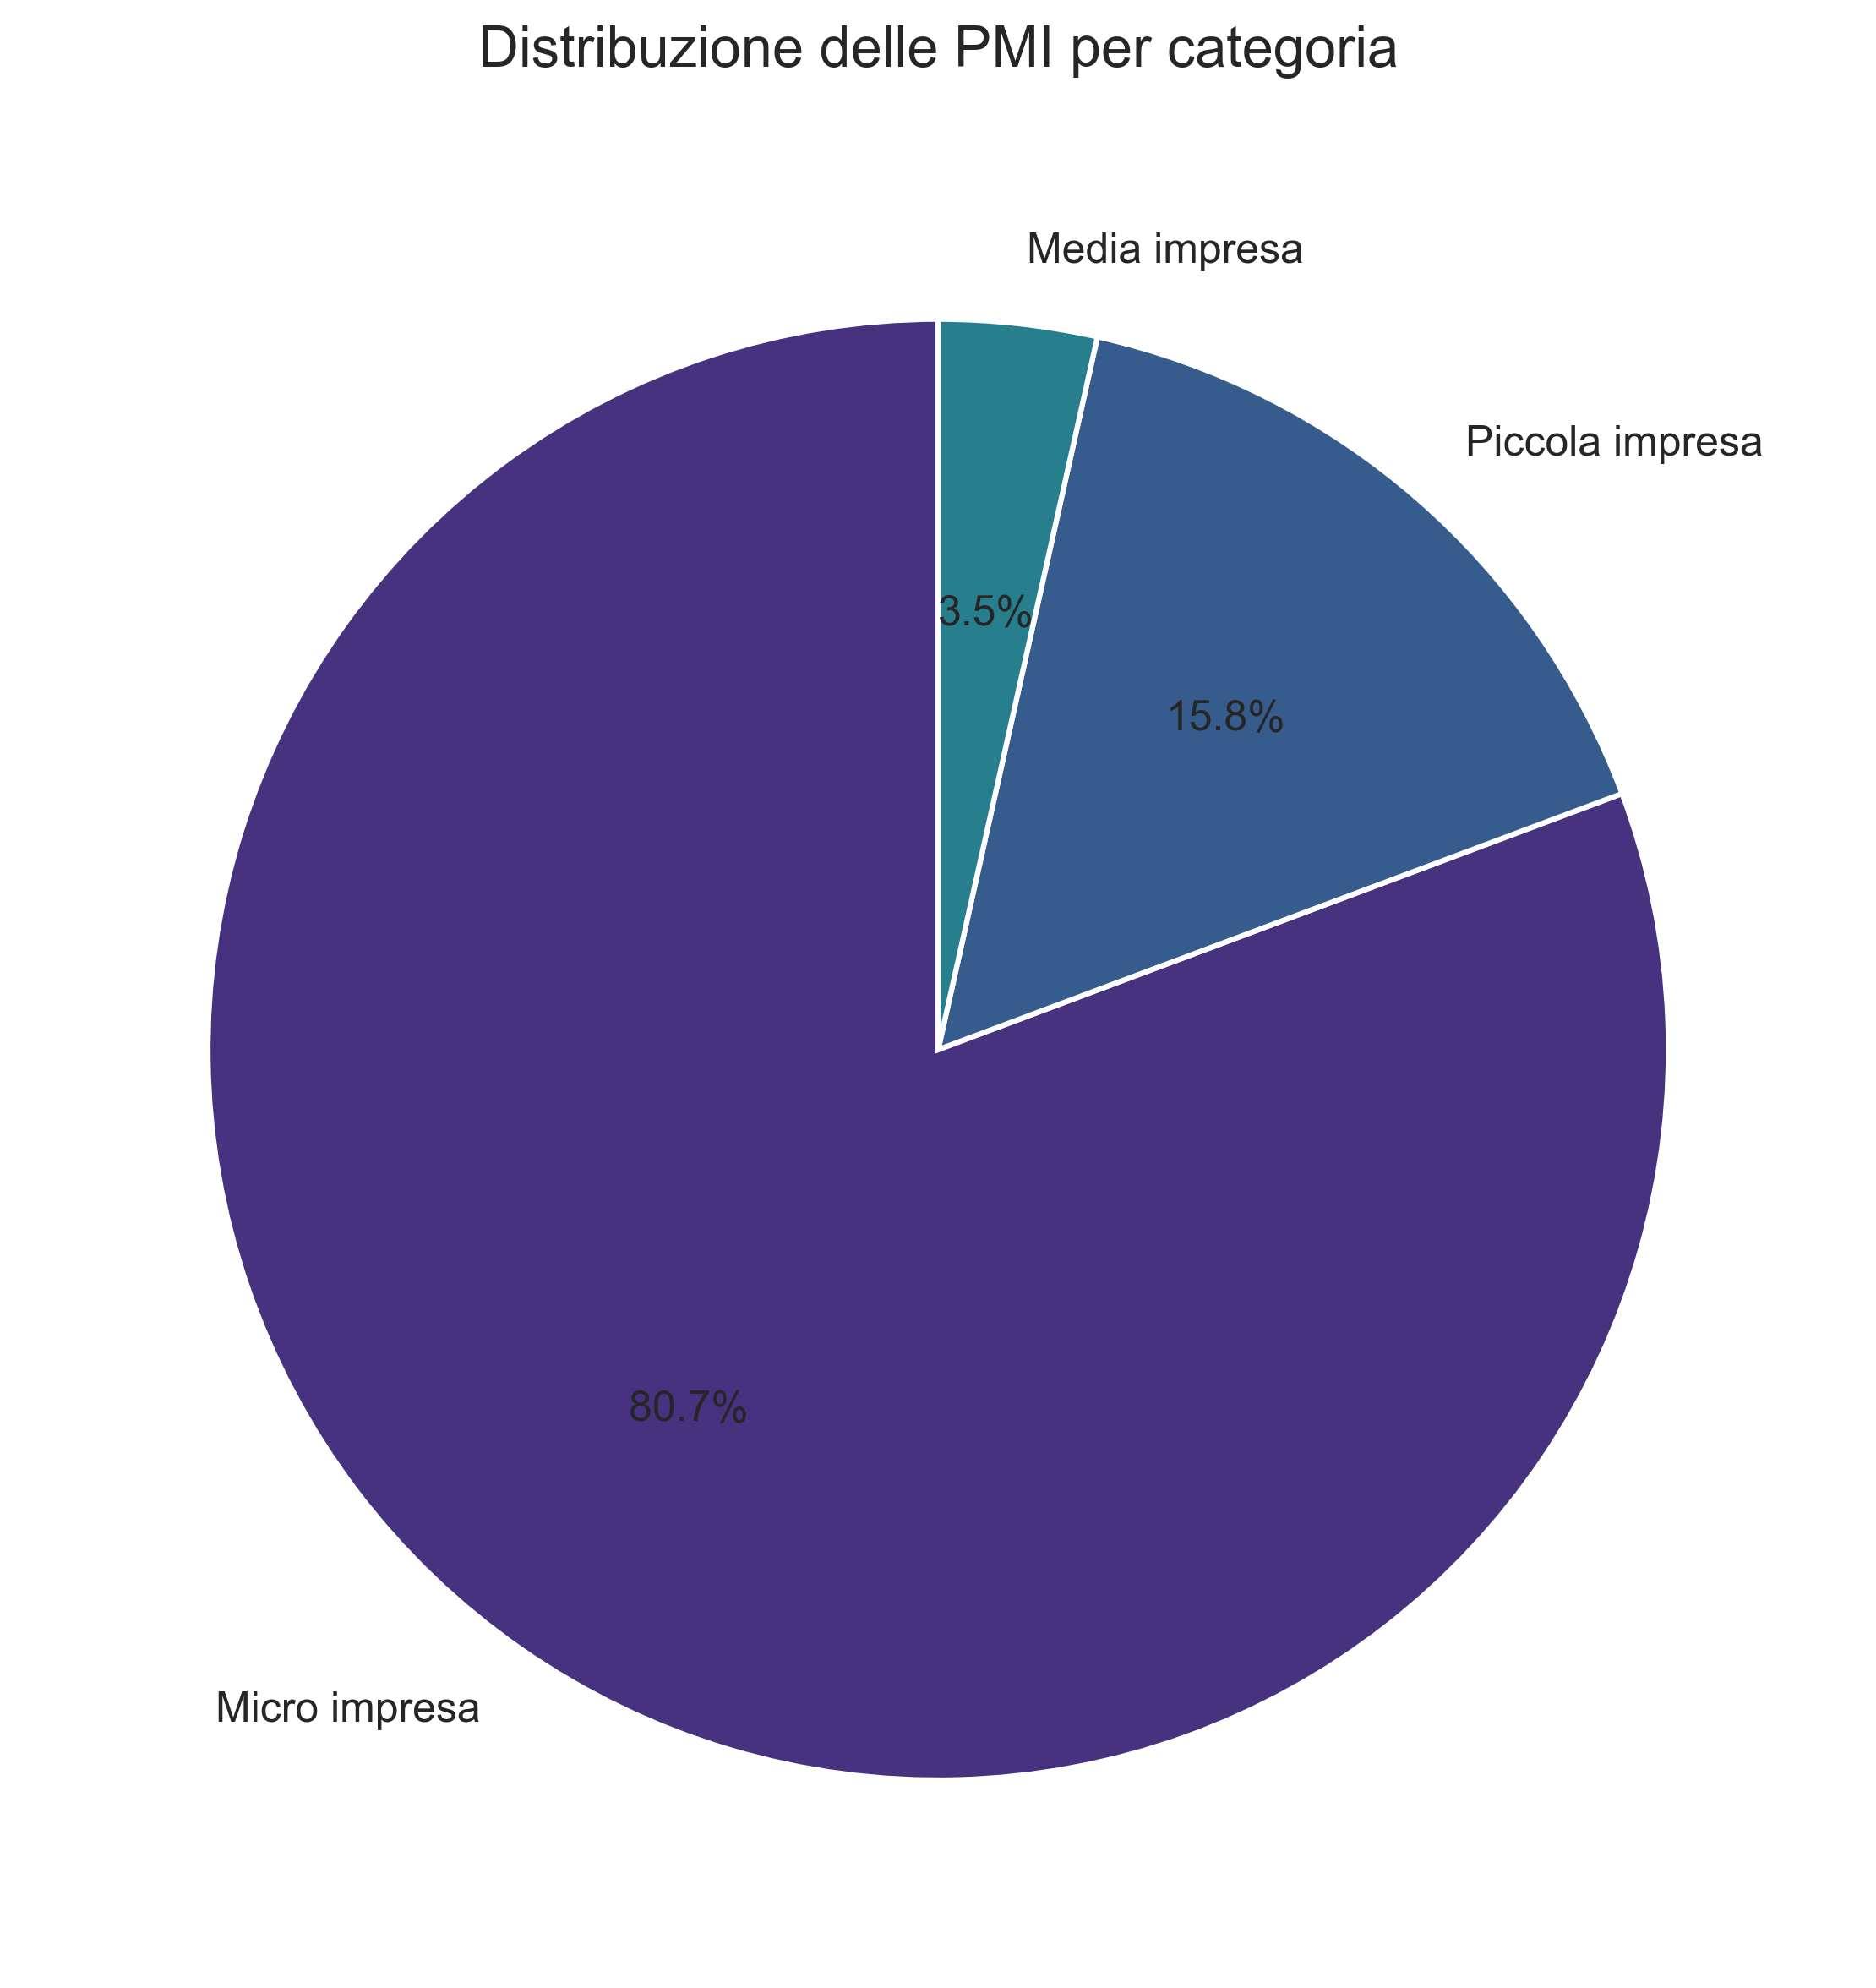 Distribuzione delle PMI per categoria
Media impresa
Piccola impresa
3.5%
15.8%
80.7%
Micro impresa